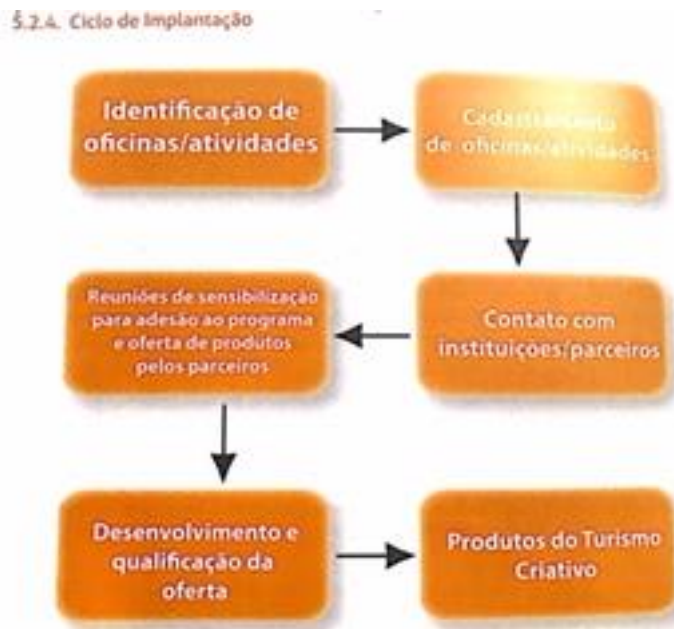 5.2.4. Ciclo de Implantação
Identificação de
oficinas/atividades
Cadastramento
de oficinas/atividades
Contato com
instituições/parceiros
Reuniões de sensibilização
para adesão ao programa
e oferta de produtos
pelos parceiros
Desenvolvimento e
qualificação da
oferta
Produtos do Turismo
Criativo